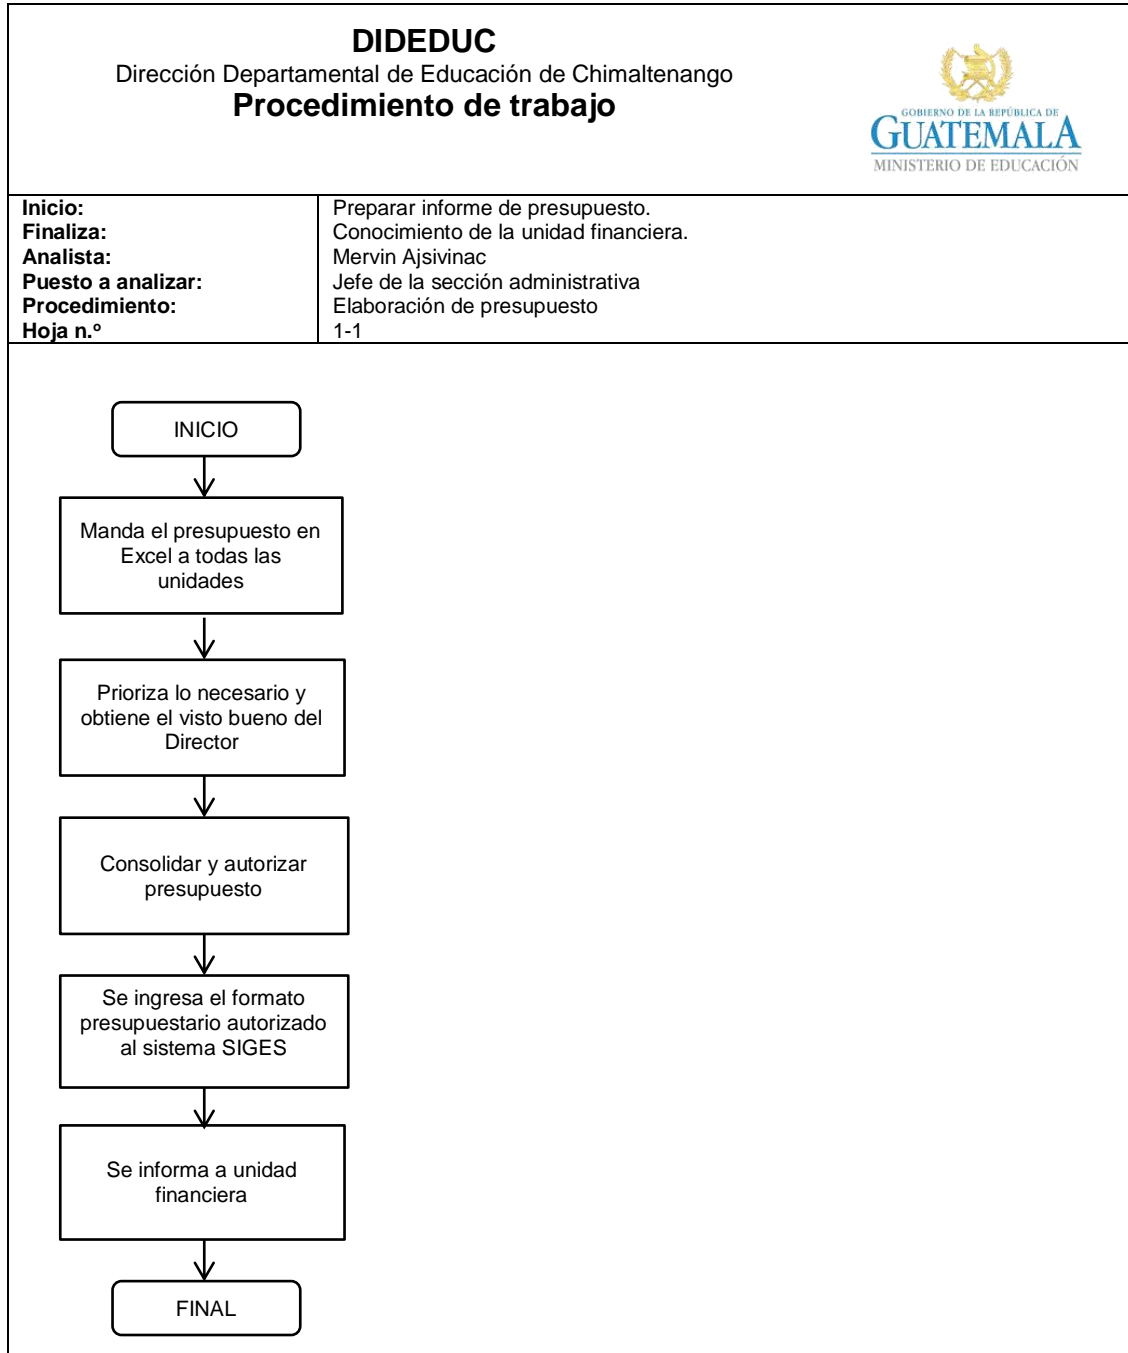 DIDEDUC
Dirección Departamental de Educación de Chimaltenango
Procedimiento de trabajo
GOBIERNO DE LA REPÚBLICA DE
GUATEMALA
MINISTERIO DE EDUCACIÓN
Inicio: Preparar informe de presupuesto.
Finaliza: Conocimiento de la unidad financiera.
Analista: Mervin Ajsivinac
Puesto a analizar: Jefe de la sección administrativa
Procedimiento: Elaboración de presupuesto
Hoja n.º 1-1
INICIO
Manda el presupuesto en
Excel a todas las
unidades
Prioriza lo necesario y
obtiene el visto bueno del
Director
Consolidar y autorizar
presupuesto
Se ingresa el formato
presupuestario autorizado
al sistema SIGES
Se informa a unidad
financiera
FINAL